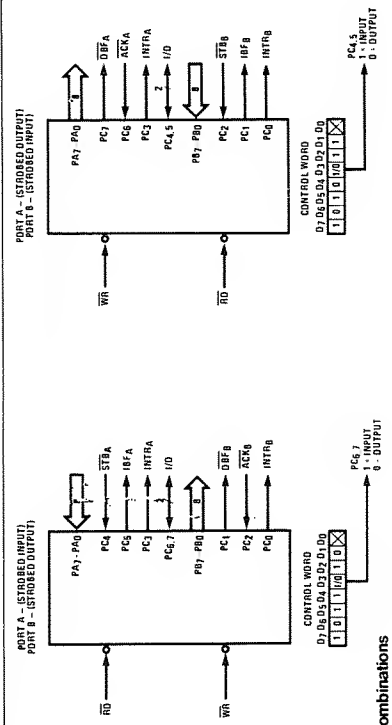 PORT A – (STROBED INPUT)
PORT B – (STROBED OUTPUT)
RD
WR
PA7-PA0
8
PC4
STBA
PC5
IBFA
PC3
INTRA
PC6,7
I/O
PB7-PB0
8
PC1
OBFB
PC2
ACKB
PC0
INTRB
CONTROL WORD
D7 D6 D5 D4 D3 D2 D1 D0
1 0 1 1 1/0 1 0 X
PC6,7
1 = INPUT
0 = OUTPUT
ombinations
PORT A – (STROBED OUTPUT)
PORT B – (STROBED INPUT)
WR
RD
PA7-PA0
8
PC7
OBFA
PC6
ACKA
PC3
INTRA
PC4,5
2
I/O
PB7-PB0
8
PC2
STBB
PC1
IBFB
PC0
INTRB
CONTROL WORD
D7 D6 D5 D4 D3 D2 D1 D0
1 0 1 0 1/0 1 1 X
PC4,5
1 = INPUT
0 = OUTPUT